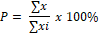 P = ∑x / ∑xi x 100%